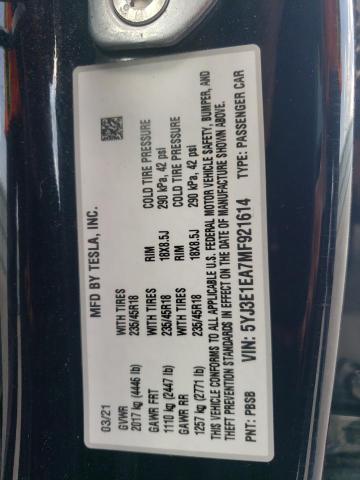 MFD BY TESLA, INC.
03/21
GVWR
2017 kg (4446 lb)
WITH TIRES
235/45R18
COLD TIRE PRESSURE
290 kPa, 42 psi
GAWR FRT
1110 kg (2447 lb)
WITH TIRES
235/45R18
RIM
18X8.5J
COLD TIRE PRESSURE
290 kPa, 42 psi
GAWR RR
1257 kg (2771 lb)
WITH TIRES
235/45R18
RIM
18X8.5J
THIS VEHICLE CONFORMS TO ALL APPLICABLE U.S. FEDERAL MOTOR VEHICLE SAFETY, BUMPER, AND
THEFT PREVENTION STANDARDS IN EFFECT ON THE DATE OF MANUFACTURE SHOWN ABOVE.
PNT: PBSB
VIN: 5YJ3E1EA7MF921614
TYPE: PASSENGER CAR